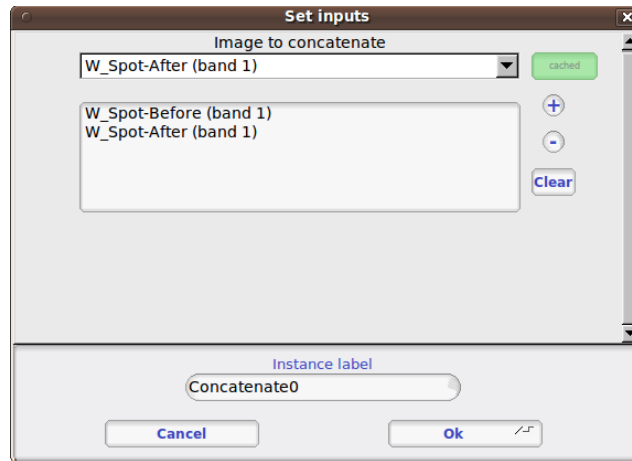 Set inputs
Image to concatenate
W_Spot-After (band 1)
cached
W_Spot-Before (band 1)
W_Spot-After (band 1)
+
-
Clear
Instance label
Concatenate0
Cancel
Ok